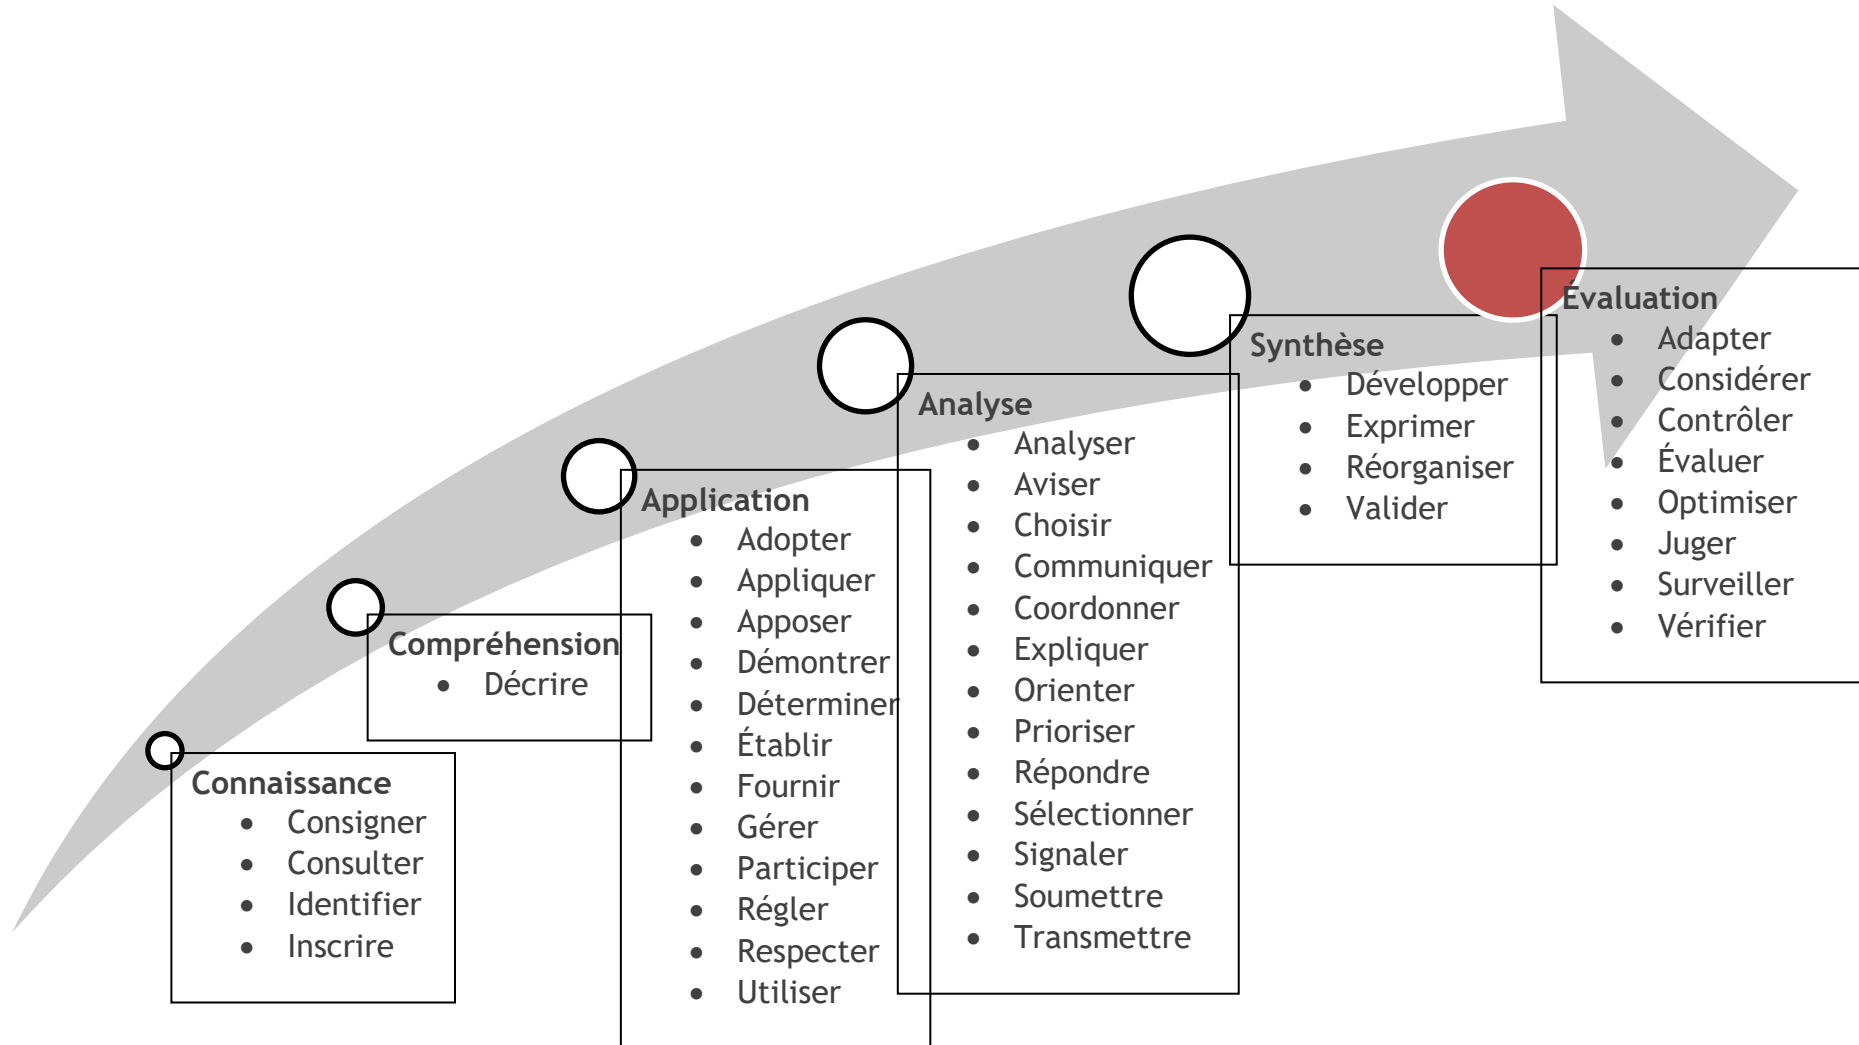 Connaissance
• Consigner
• Consulter
• Identifier
• Inscrire
Compréhension
• Décrire
Application
• Adopter
• Appliquer
• Apposer
• Démontrer
• Déterminer
• Établir
• Fournir
• Gérer
• Participer
• Régler
• Respecter
• Utiliser
Analyse
• Analyser
• Aviser
• Choisir
• Communiquer
• Coordonner
• Expliquer
• Orienter
• Prioriser
• Répondre
• Sélectionner
• Signaler
• Soumettre
• Transmettre
Synthèse
• Développer
• Exprimer
• Réorganiser
• Valider
Évaluation
• Adapter
• Considérer
• Contrôler
• Évaluer
• Optimiser
• Juger
• Surveiller
• Vérifier